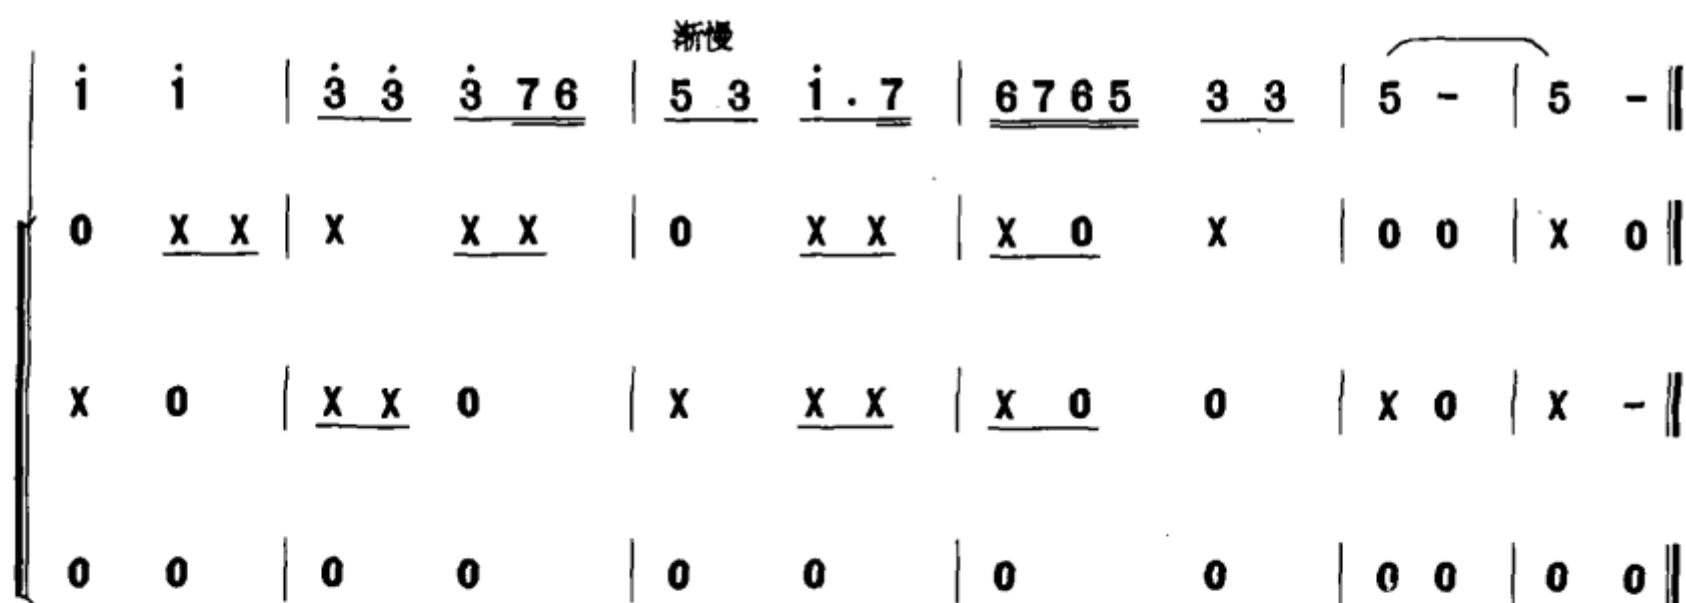 渐慢
i̇ i̇ | 3̇ 3̇ 3̇ 7 6 | 5 3 i̇ . 7 | 6 7 6 5 3 3 | 5 - | 5 -
0 X X | X X X | 0 X X | X 0 X | 0 0 | X 0
X 0 | X X 0 | X X X | X 0 0 | X 0 | X -
0 0 | 0 0 | 0 0 | 0 0 | 0 0 | 0 0